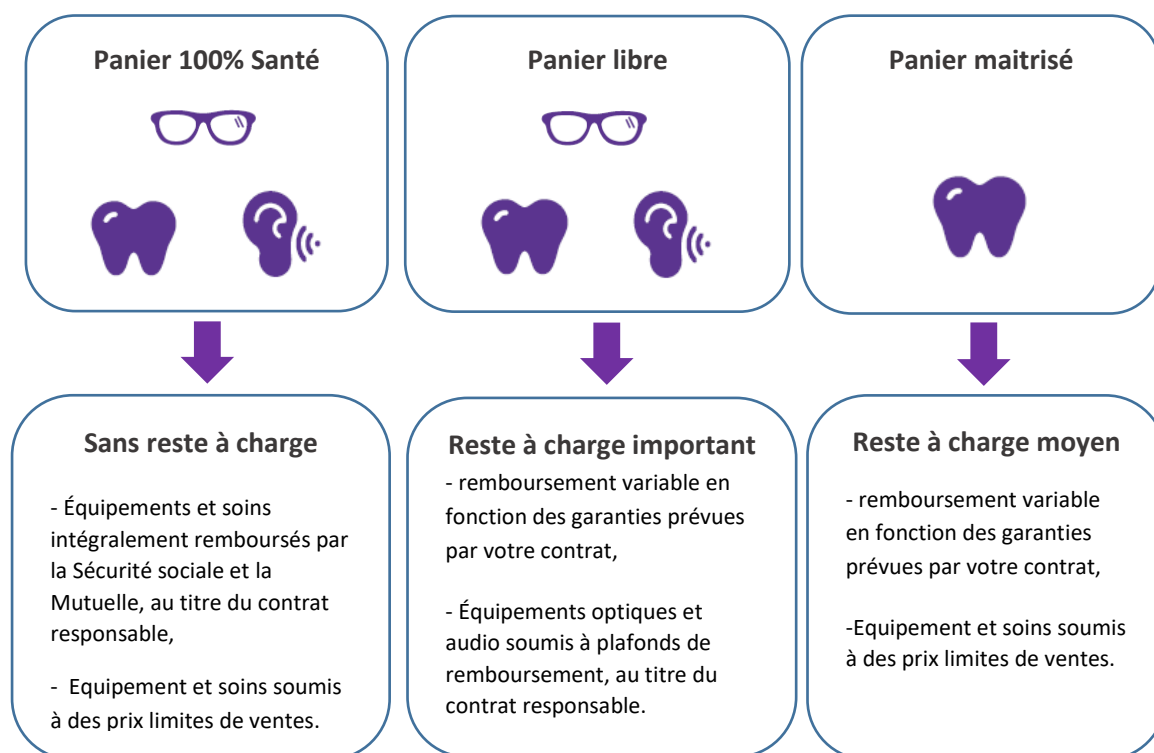 Panier 100% Santé
Panier libre
Panier maitrisé
Sans reste à charge
- Équipements et soins
intégralement remboursés par
la Sécurité sociale et la
Mutuelle, au titre du contrat
responsable,
- Equipement et soins soumis
à des prix limites de ventes.
Reste à charge important
- remboursement variable en
fonction des garanties prévues
par votre contrat,
- Équipements optiques et
audio soumis à plafonds de
remboursement, au titre du
contrat responsable.
Reste à charge moyen
- remboursement variable
en fonction des garanties
prévues par votre contrat,
-Equipement et soins soumis
à des prix limites de ventes.